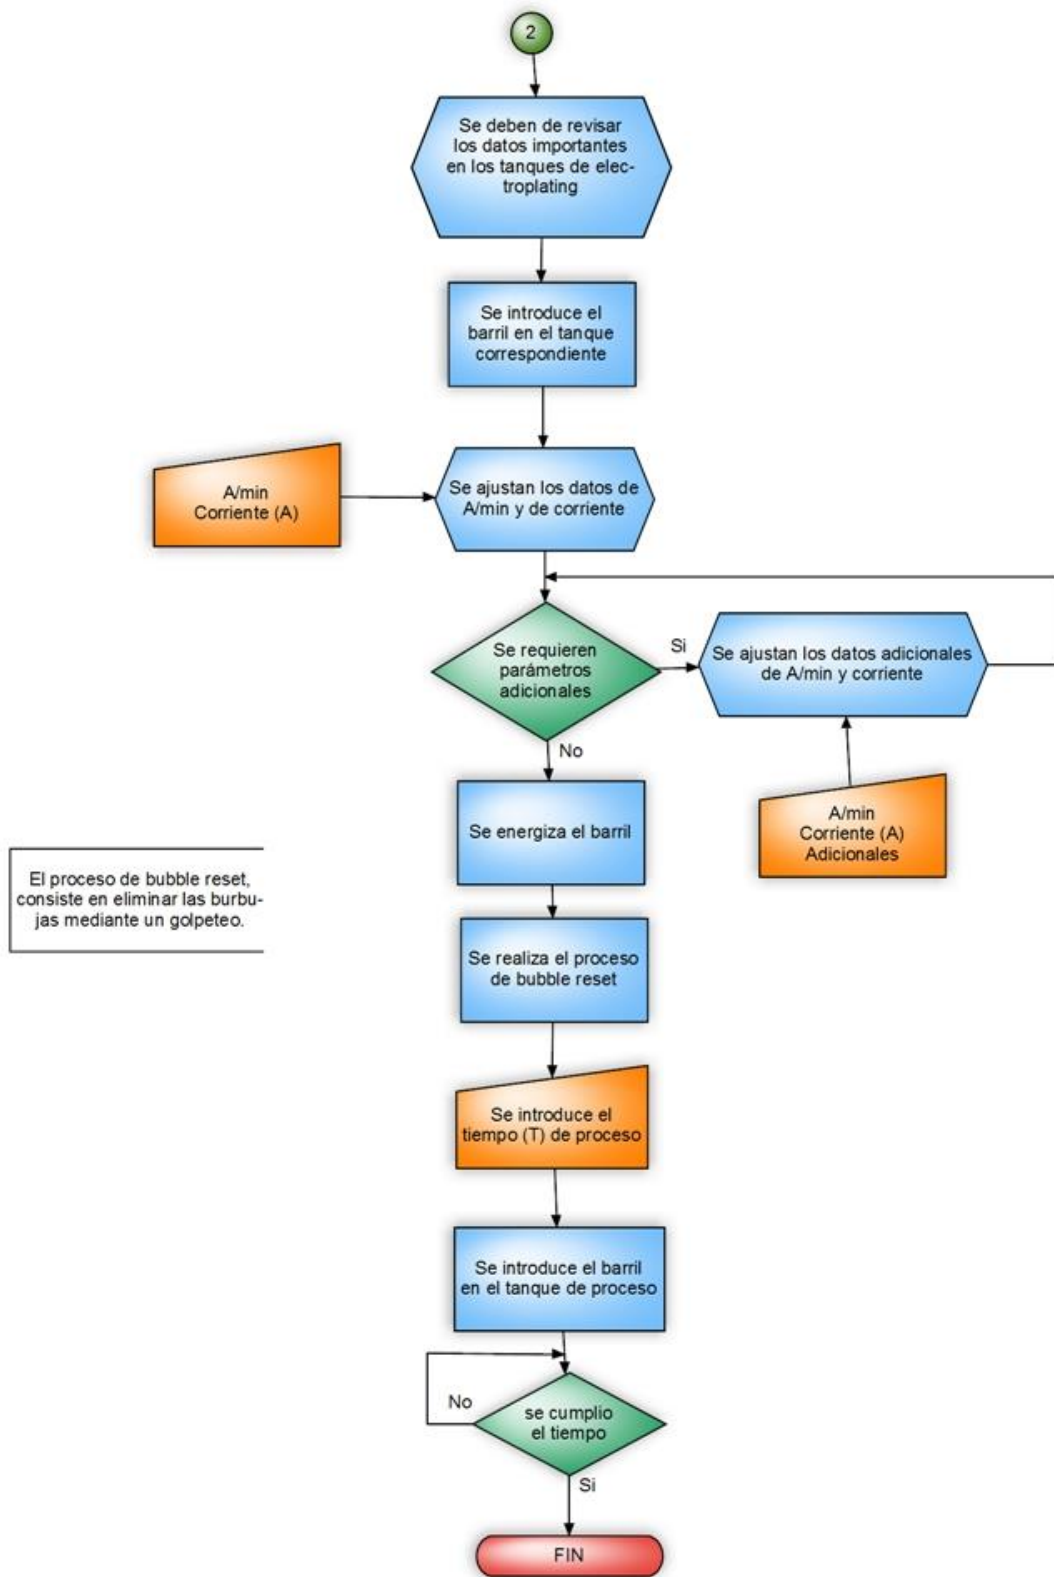 2
Se deben de revisar
los datos importantes
en los tanques de elec-
troplating
Se introduce el
barril en el tanque
correspondiente
A/min
Corriente (A)
Se ajustan los datos de
A/min y de corriente
Se requieren
parámetros
adicionales
Si
Se ajustan los datos adicionales
de A/min y corriente
No
A/min
Corriente (A)
Adicionales
Se energiza el barril
El proceso de bubble reset,
consiste en eliminar las burbu-
jas mediante un golpeteo.
Se realiza el proceso
de bubble reset
Se introduce el
tiempo (T) de proceso
Se introduce el barril
en el tanque de proceso
No
se cumplio
el tiempo
Si
FIN